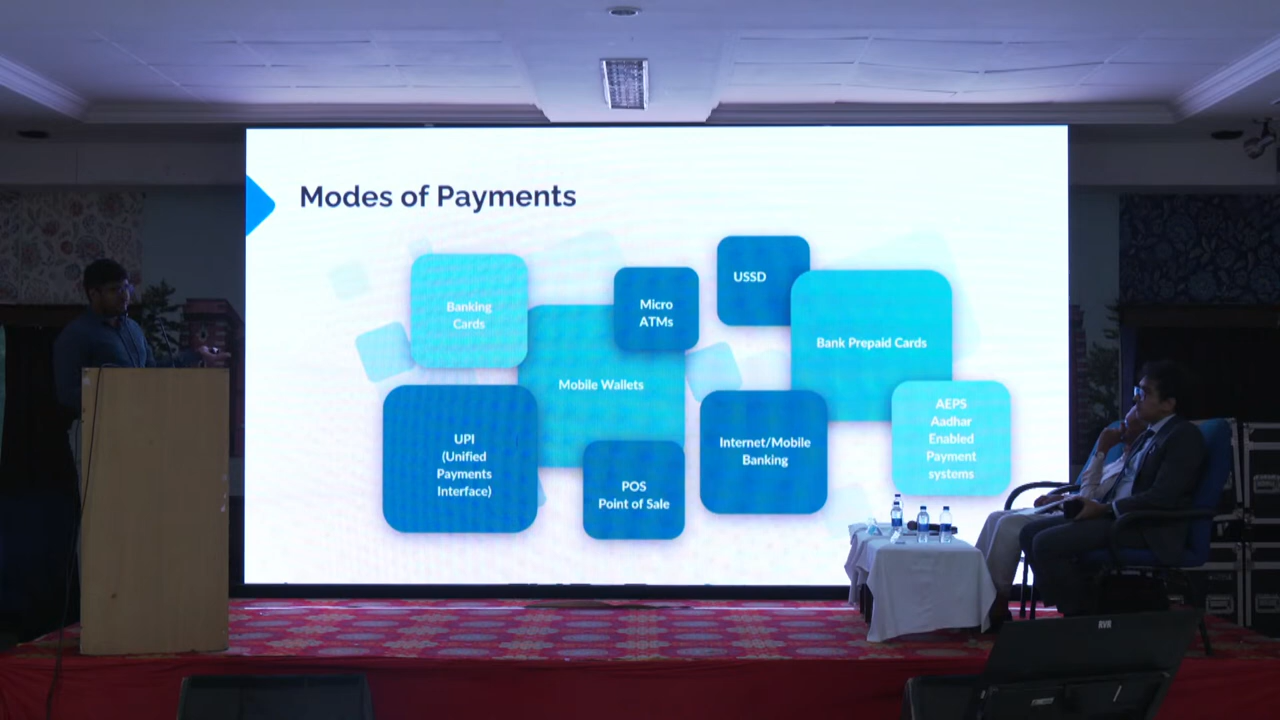 Modes of Payments
Banking
Cards
Micro
ATMs
USSD
Bank Prepaid Cards
Mobile Wallets
UPI
(Unified
Payments
Interface)
POS
Point of Sale
Internet/Mobile
Banking
AEPS
Aadhar
Enabled
Payment
systems
RVR